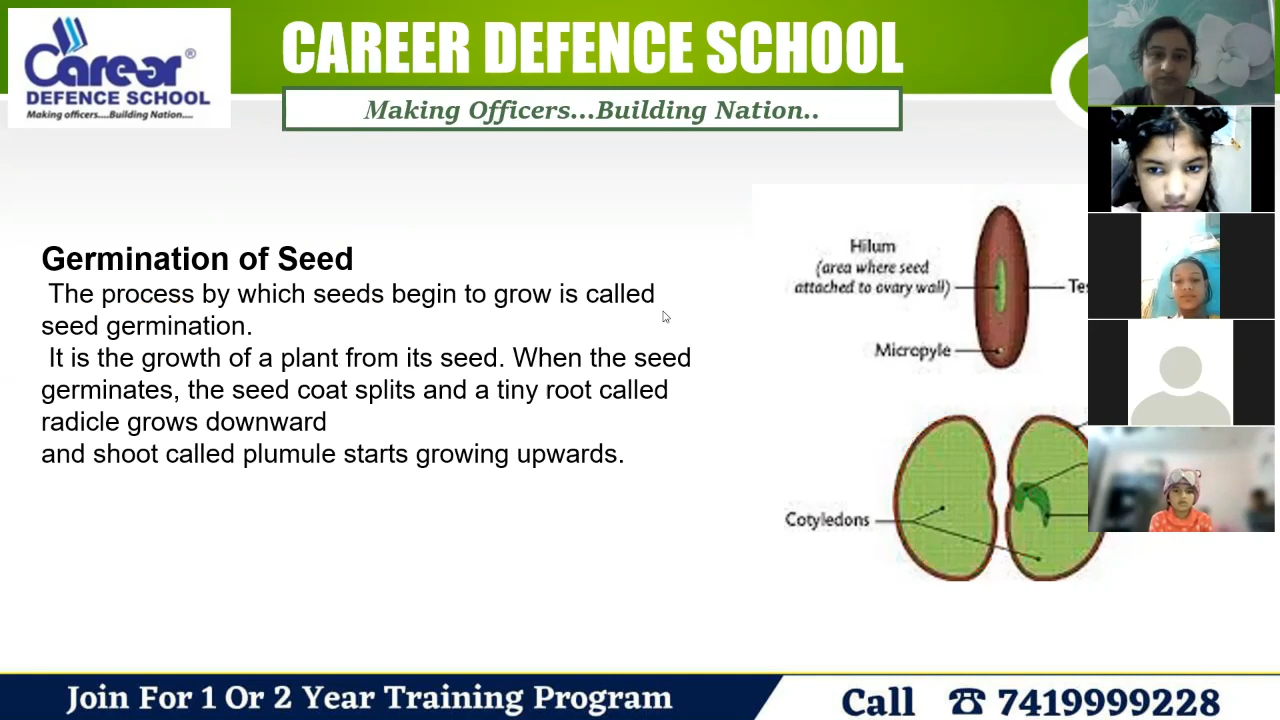 Career®
DEFENCE SCHOOL
Making officers....Building Nation....
CAREER DEFENCE SCHOOL
Making Officers...Building Nation..
Germination of Seed
The process by which seeds begin to grow is called
seed germination.
It is the growth of a plant from its seed. When the seed
germinates, the seed coat splits and a tiny root called
radicle grows downward
and shoot called plumule starts growing upwards.
Hilum
(area where seed
attached to ovary wall)
Micropyle
Cotyledons
Join For 1 Or 2 Year Training Program
Call ☎ 7419999228